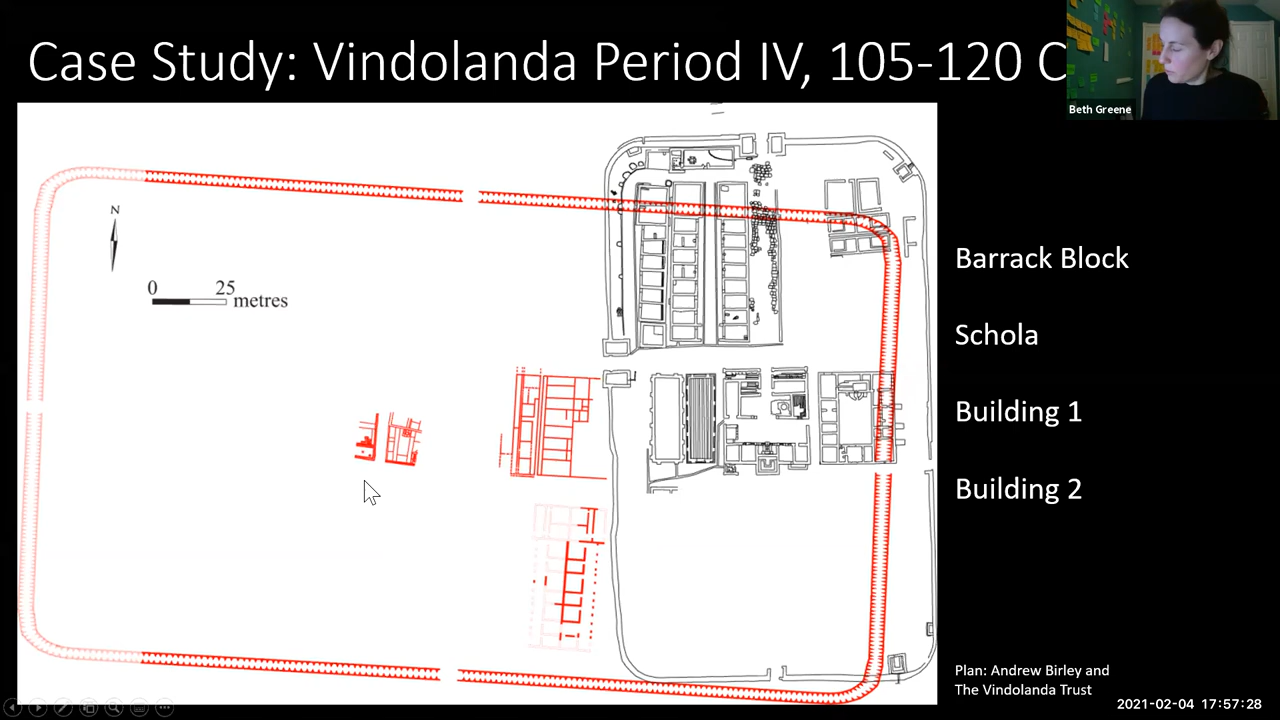 Case Study: Vindolanda Period IV, 105-120 C
Beth Greene
N
0 25
metres
Barrack Block
Schola
Building 1
Building 2
Plan: Andrew Birley and
The Vindolanda Trust
2021-02-04 17:57:28